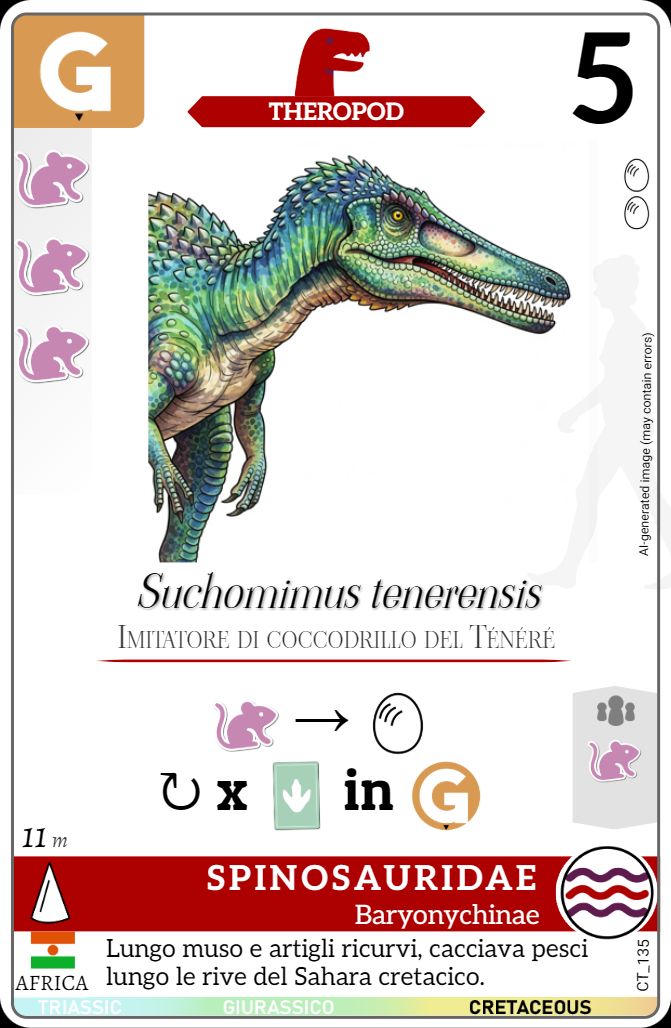 G
THEROPOD
5
AI-generated image (may contain errors)
Suchomimus tenerensis
Imitatore di coccodrillo del Ténéré
x in G
11 m
SPINOSAURIDAE
Baryonychinae
AFRICA
Lungo muso e artigli ricurvi, cacciava pesci
lungo le rive del Sahara cretacico.
CT_135
TRIASSIC GIURASSICO CRETACEOUS